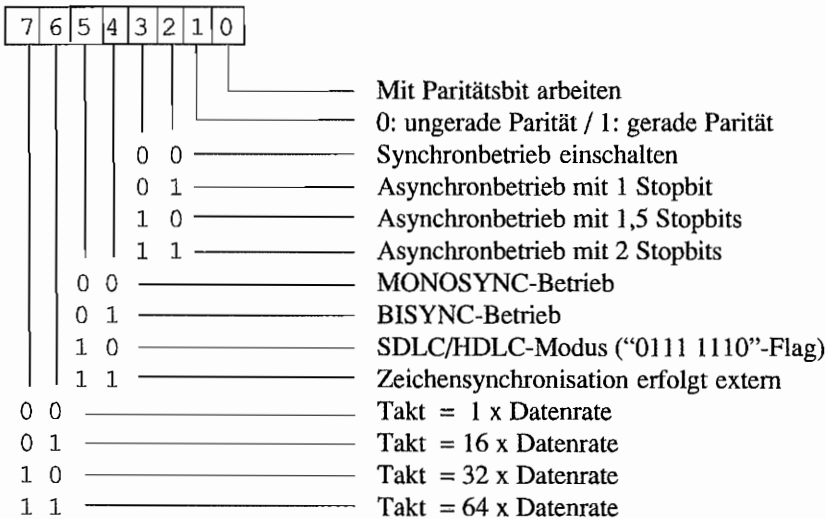 7 6 5 4 3 2 1 0
Mit Paritätsbit arbeiten
0: ungerade Parität / 1: gerade Parität
0 0 Synchronbetrieb einschalten
0 1 Asynchronbetrieb mit 1 Stopbit
1 0 Asynchronbetrieb mit 1,5 Stopbits
1 1 Asynchronbetrieb mit 2 Stopbits
0 0 MONOSYNC-Betrieb
0 1 BISYNC-Betrieb
1 0 SDLC/HDLC-Modus (“0111 1110”-Flag)
1 1 Zeichensynchronisation erfolgt extern
0 0 Takt = 1 x Datenrate
0 1 Takt = 16 x Datenrate
1 0 Takt = 32 x Datenrate
1 1 Takt = 64 x Datenrate